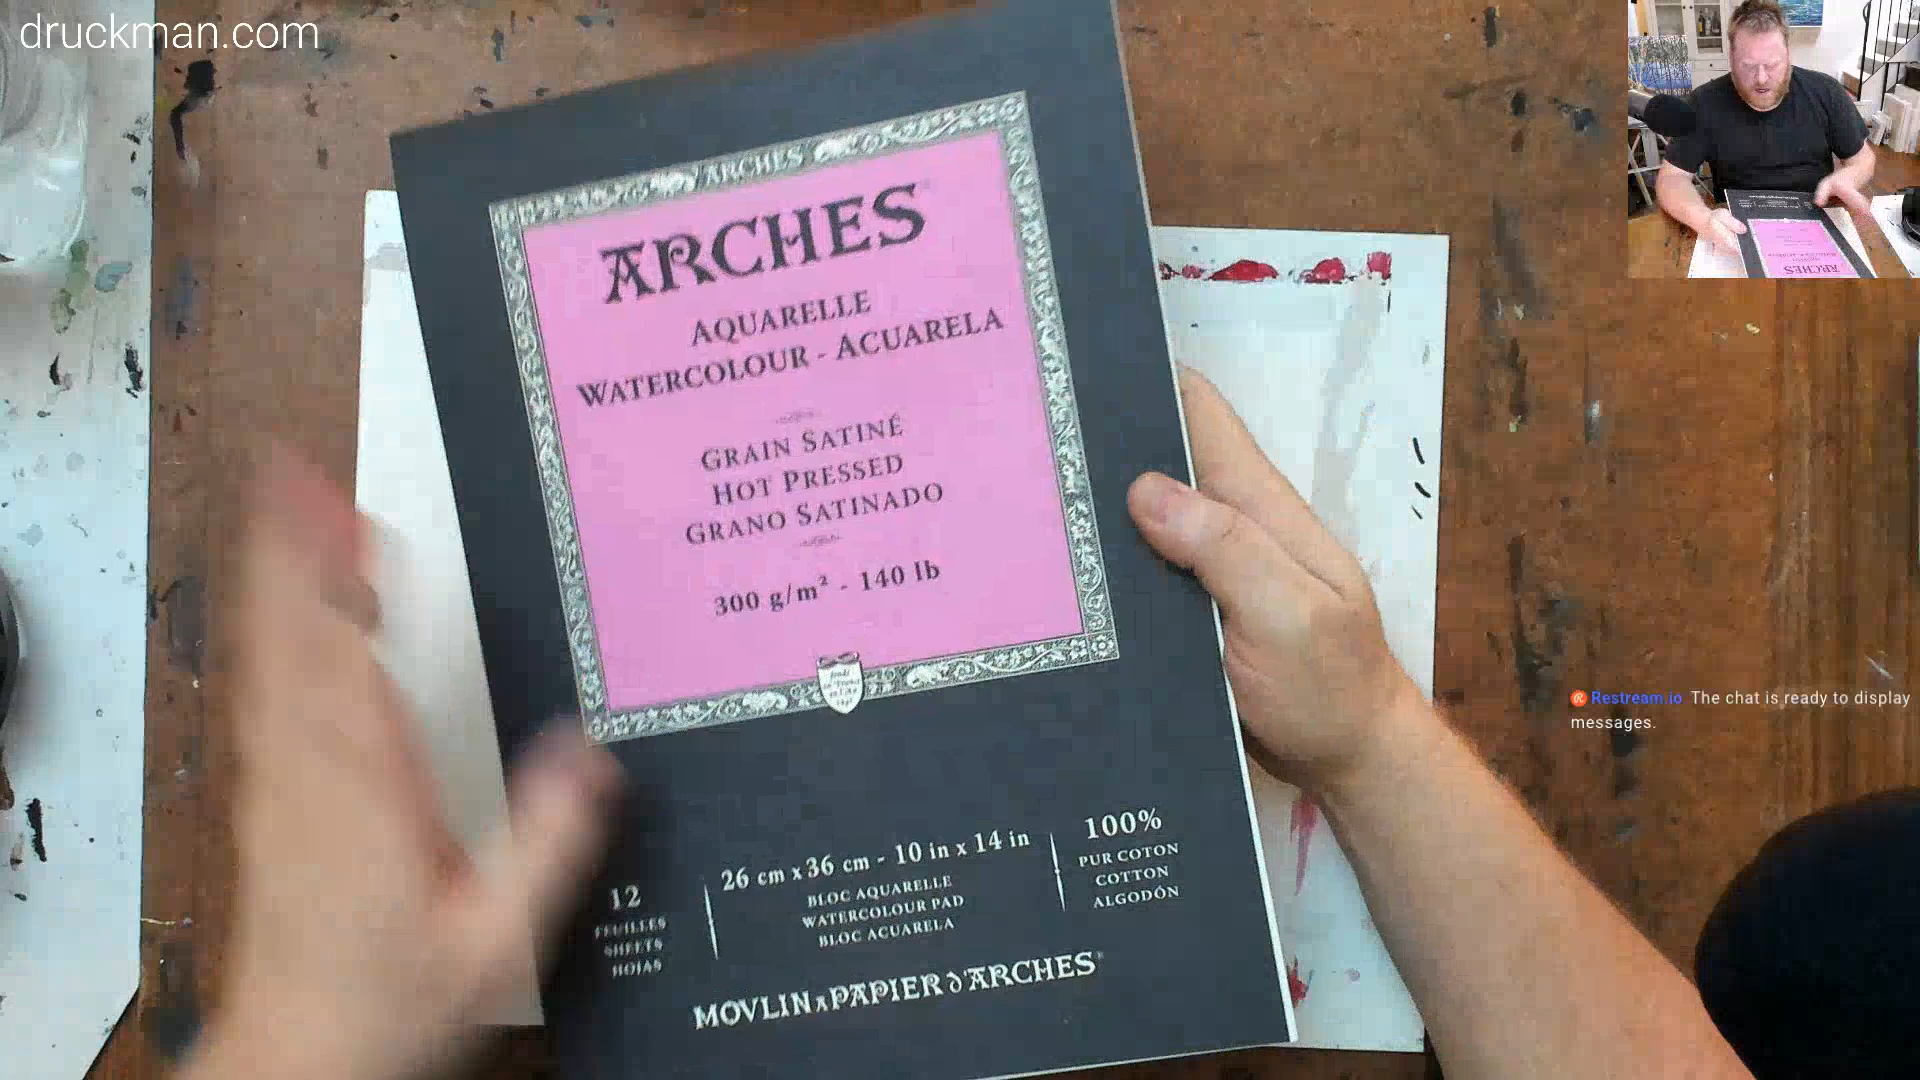 druckman.com
ARCHES
ARCHES
AQUARELLE
WATERCOLOUR - ACUARELA
GRAIN SATINÉ
HOT PRESSED
GRANO SATINADO
300 g/m² - 140 lb
12
FEUILLES
SHEETS
HOJAS
26 cm x 36 cm - 10 in x 14 in
BLOC AQUARELLE
WATERCOLOUR PAD
BLOC ACUARELA
100%
PUR COTON
COTTON
ALGODÓN
MOVLIN A PAPIER D'ARCHES
Restream.io The chat is ready to display
messages.